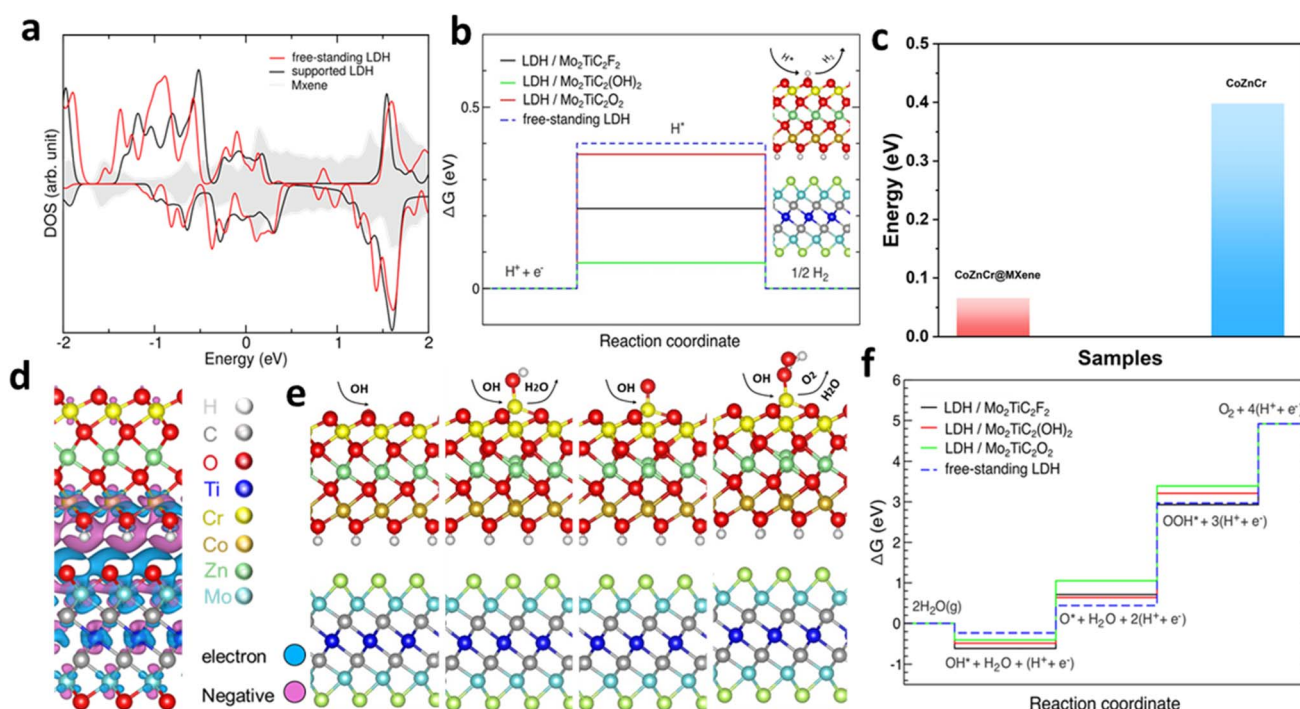 a
free-standing LDH
supported LDH
Mxene
DOS (arb. unit)
-2
-1
0
1
2
Energy (eV)
b
LDH / Mo₂TiC₂F₂
LDH / Mo₂TiC₂(OH)₂
LDH / Mo₂TiC₂O₂
free-standing LDH
H*
H* H₂
0.5
0
ΔG (eV)
H⁺ + e⁻
1/2 H₂
Reaction coordinate
c
0.5
0.4
0.3
0.2
0.1
0.0
Energy (eV)
CoZnCr@MXene
CoZnCr
Samples
d
H
C
O
Ti
Cr
Co
Zn
Mo
electron
Negative
e
OH
OH H₂O
OH
OH O₂ H₂O
f
6
5
4
3
2
1
0
-1
ΔG (eV)
LDH / Mo₂TiC₂F₂
LDH / Mo₂TiC₂(OH)₂
LDH / Mo₂TiC₂O₂
free-standing LDH
O₂ + 4(H⁺ + e⁻)
OOH* + 3(H⁺ + e⁻)
2H₂O(g)
O* + H₂O + 2(H⁺ + e⁻)
OH* + H₂O + (H⁺ + e⁻)
Reaction coordinate